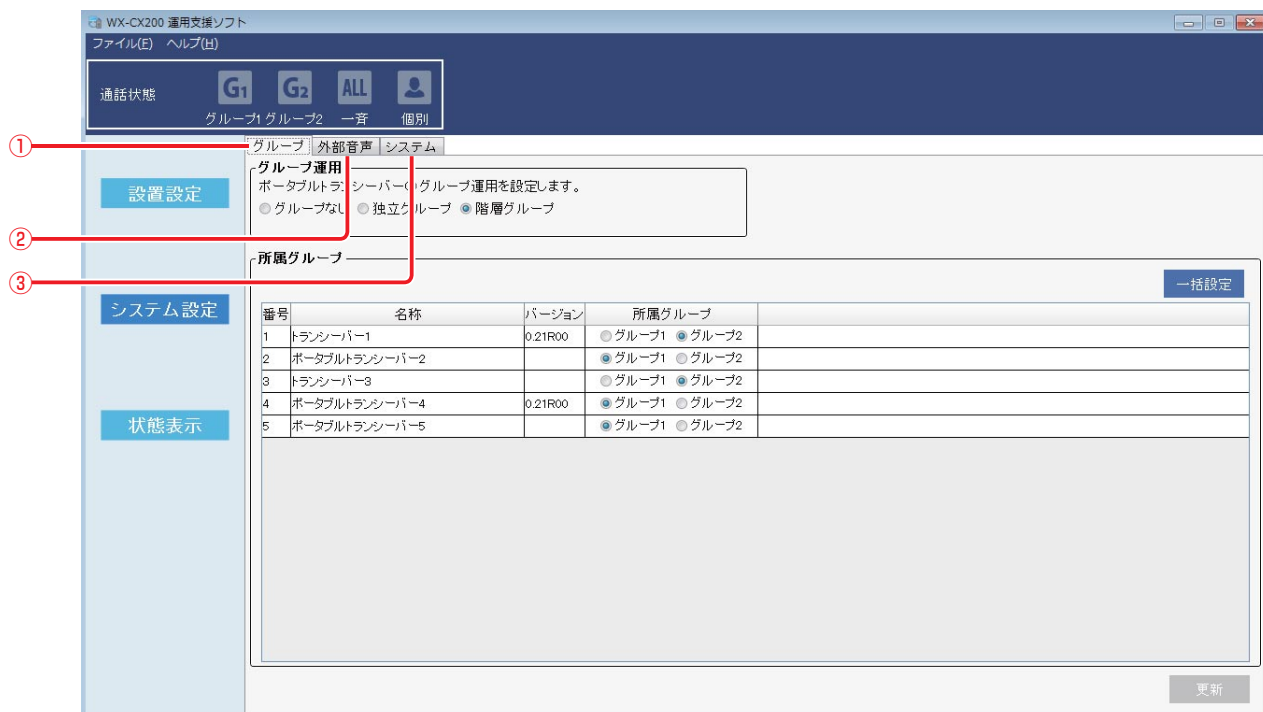 WX-CX200 運用支援ソフト
ファイル(F) ヘルプ(H)
通話状態
G1 G2 ALL
グループ1 グループ2 一斉 個別
①
グループ 外部音声 システム
グループ運用
ポータブルトランシーバーのグループ運用を設定します。
設置設定
グループなし 独立グループ 階層グループ
②
所属グループ
③
一括設定
システム設定
番号 名称 バージョン 所属グループ
1 トランシーバー1 0.21R00 グループ1 グループ2
2 ポータブルトランシーバー2 グループ1 グループ2
3 トランシーバー3 グループ1 グループ2
4 ポータブルトランシーバー4 0.21R00 グループ1 グループ2
状態表示
5 ポータブルトランシーバー5 グループ1 グループ2
更新